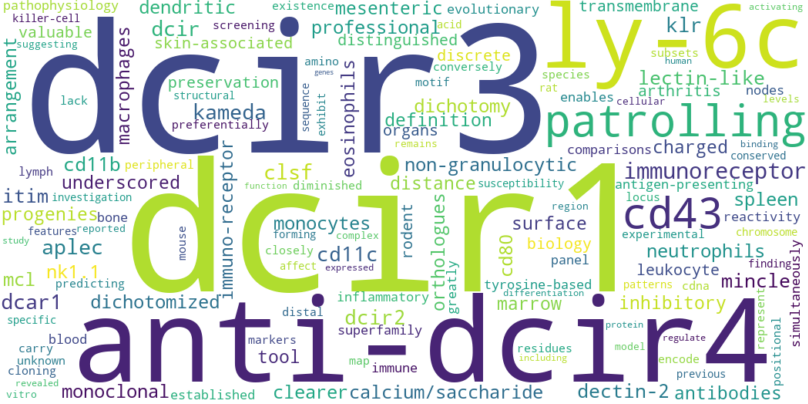 pathophysiology dendritic existence mesenteric evolutionary transmembrane activating
killer-cell screening acid klr subsets human
valuable dcir professional distinguished discrete ly-6c
suggesting skin-associated conversely species lectin-like
arrangement macrophages dcir3 amino motif rat arthritis nodes
lack preservation structural genes eosinophils sequence exhibit dichotomy enables cellular levels
kameda preferentially definition organs remains patrolling
comparisons charged binding conserved
lymph cd11b peripheral clsf non-granulocytic immunoreceptor
itim underscored function diminished distance susceptibility antigen-presenting
investigation dcir1 locus spleen
progenies bone immuno-receptor monocytes rodent orthologues surface region cd43 reactivity chromosome
features reported forming complex experimental
study aplec mouse closely cd11c greatly cd80 biology panel patterns cdna neutrophils finding simultaneously
nk1.1 affect expressed leukocyte
mcl predicting inflammatory tyrosine-based differentiation mincle
dcar1 dichotomized distal dcir2 marrow inhibitory represent positional
specific anti-dcir4 superfamily
blood markers residues protein regulate
carry tool immune map including model encode previous
unknown
cloning revealed
vitro monoclonal established clearer calcium/saccharide dectin-2 antibodies